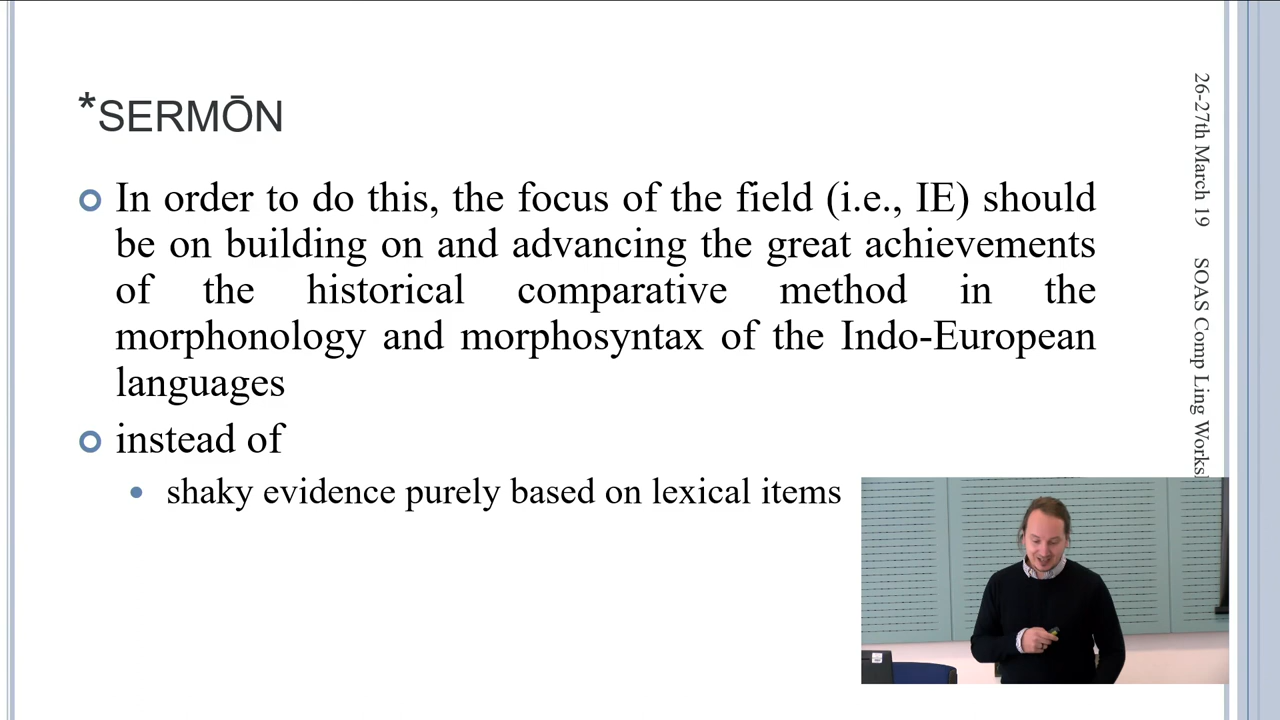 *SERMŌN
In order to do this, the focus of the field (i.e., IE) should
be on building on and advancing the great achievements
of the historical comparative method in the
morphonology and morphosyntax of the Indo-European
languages
instead of
shaky evidence purely based on lexical items
26-27th March 19 SOAS Comp Ling Works